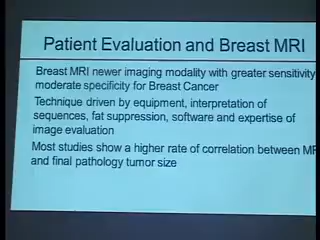 Patient Evaluation and Breast MRI
Breast MRI newer imaging modality with greater sensitivity
moderate specificity for Breast Cancer
Technique driven by equipment, interpretation of
sequences, fat suppression, software and expertise of
image evaluation
Most studies show a higher rate of correlation between
and final pathology tumor size